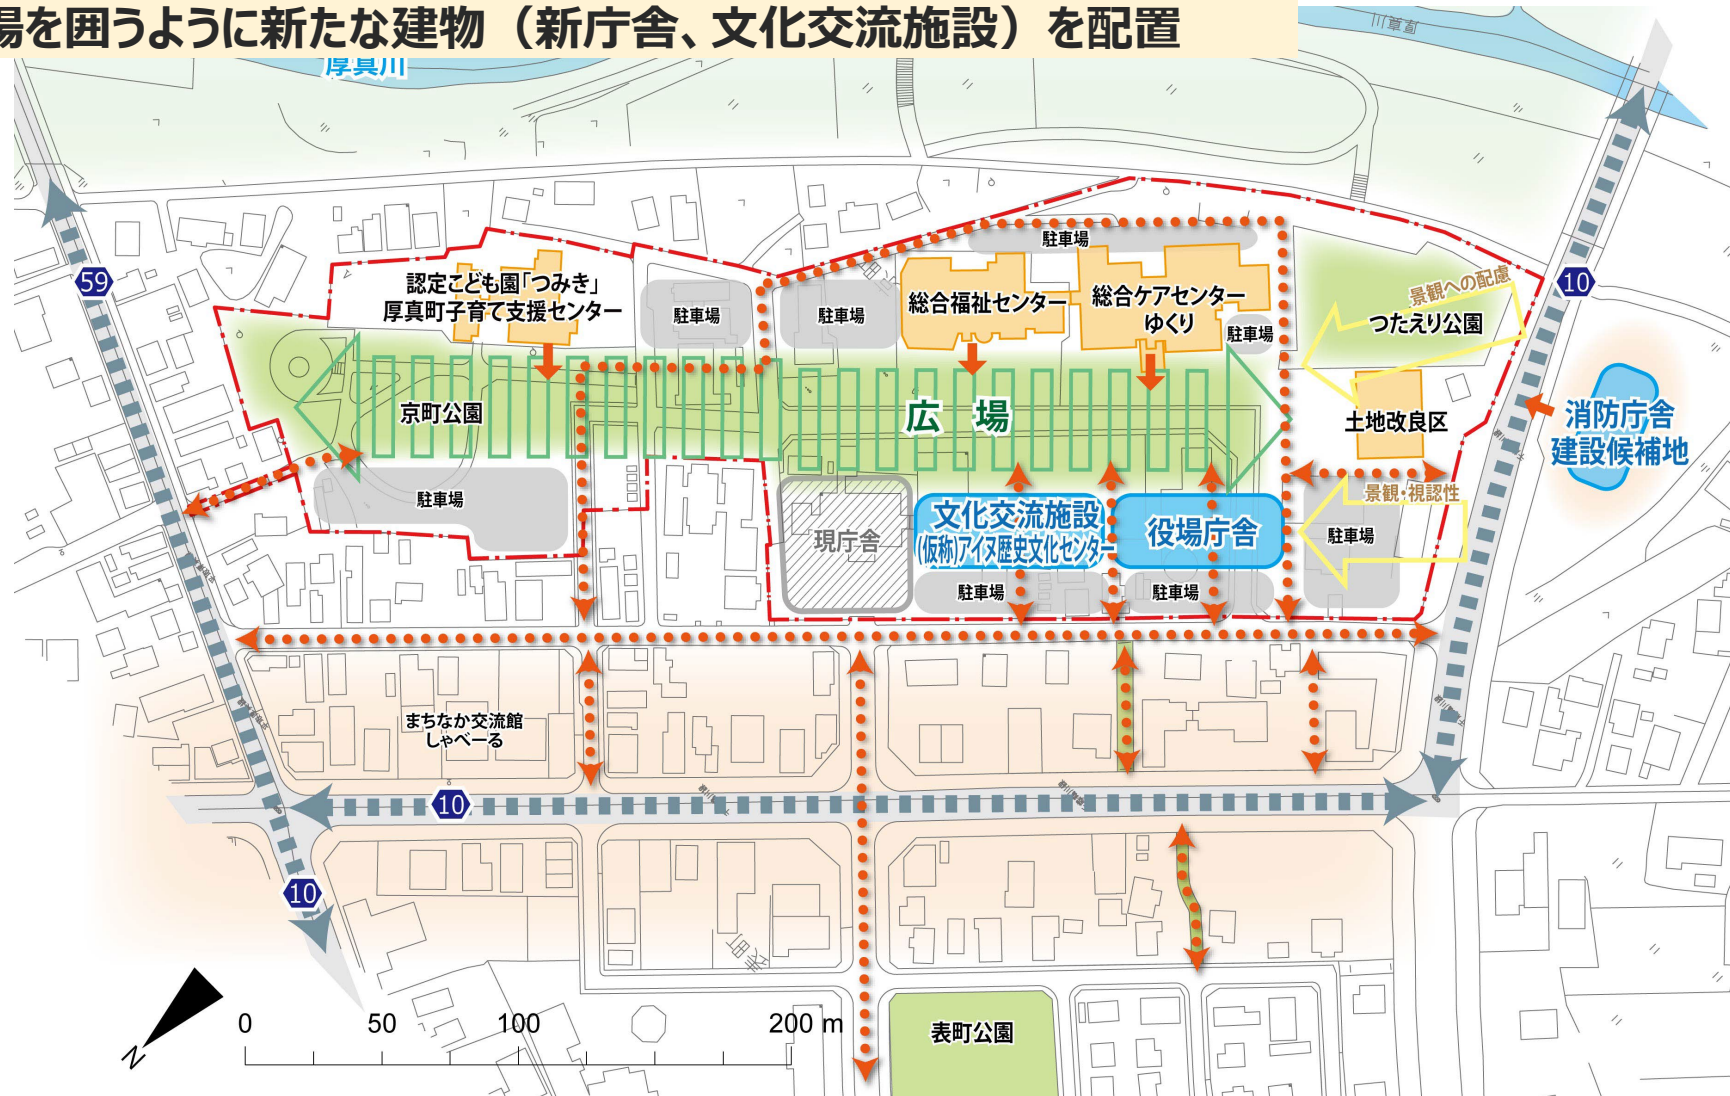 場を囲うように新たな建物（新庁舎、文化交流施設）を配置
厚真川
厚真川
59
10
認定こども園「つみき」
厚真町子育て支援センター
駐車場
駐車場
駐車場
総合福祉センター
総合ケアセンター
ゆくり
駐車場
景観への配慮
つたえり公園
京町公園
広場
土地改良区
消防庁舎
建設候補地
駐車場
現庁舎
文化交流施設
(仮称)アイヌ歴史文化センター
役場庁舎
景観・視認性
駐車場
駐車場
駐車場
まちなか交流館
しゃべーる
10
10
表町
表町公園
N
0 50 100 200 m